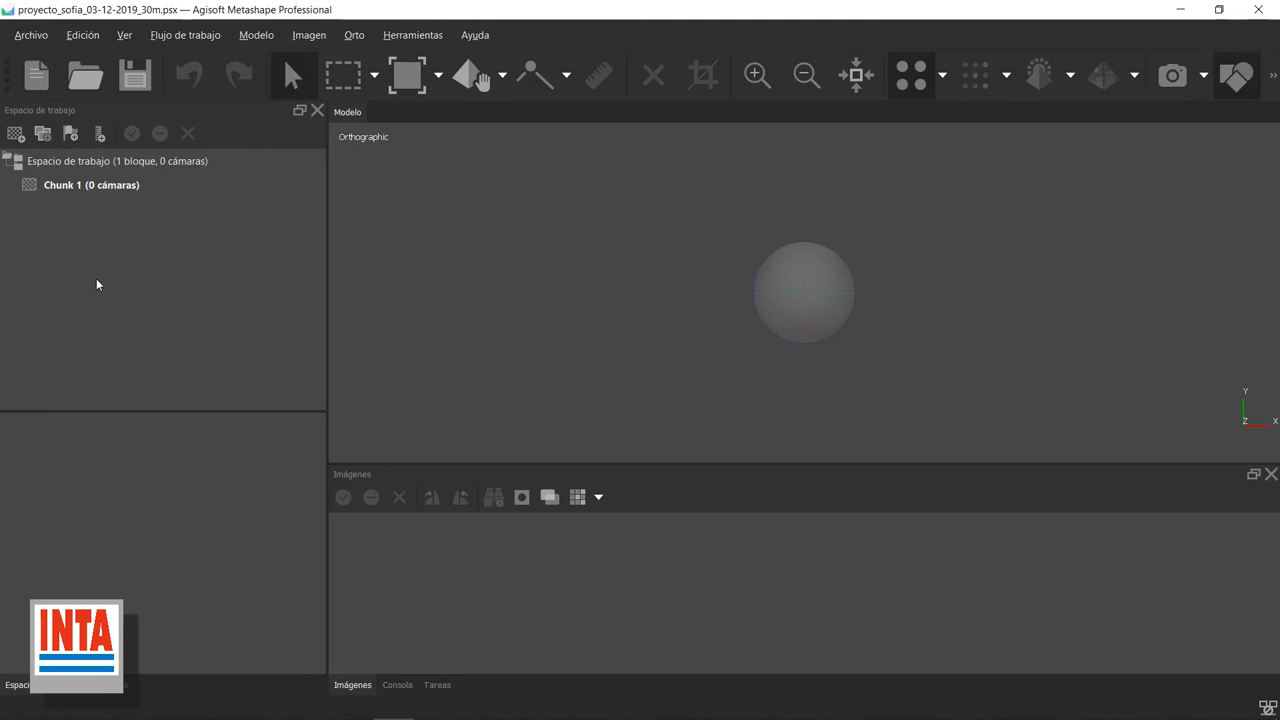 proyecto_sofia_03-12-2019_30m.psx — Agisoft Metashape Professional
Archivo Edición Ver Flujo de trabajo Modelo Imagen Orto Herramientas Ayuda
Espacio de trabajo
Modelo
Orthographic
Espacio de trabajo (1 bloque, 0 cámaras)
Chunk 1 (0 cámaras)
Y
Z X
Imágenes
INTA
Espaci
Imágenes Consola Tareas